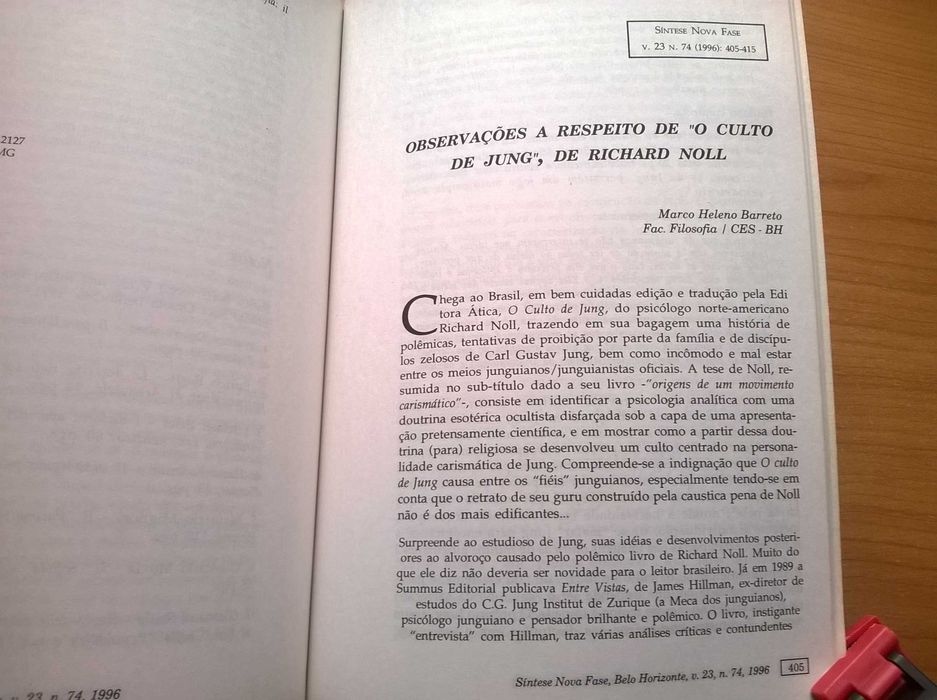 2127
MG
v. 23, n. 74, 1996
SÍNTESE NOVA FASE
V. 23 N. 74 (1996): 405-415
OBSERVAÇÕES A RESPEITO DE "O CULTO
DE JUNG", DE RICHARD NOLL
Marco Heleno Barreto
Fac. Filosofia / CES - BH
Chega ao Brasil, em bem cuidadas edição e tradução pela Edi
tora Ática, O Culto de Jung, do psicólogo norte-americano
Richard Noll, trazendo em sua bagagem uma história de
polêmicas, tentativas de proibição por parte da família e de discípu-
los zelosos de Carl Gustav Jung, bem como incômodo e mal estar
entre os meios junguianos/junguianistas oficiais. A tese de Noll, re-
sumida no sub-título dado a seu livro -"origens de um movimento
carismático"-, consiste em identificar a psicologia analítica com uma
doutrina esotérica ocultista disfarçada sob a capa de uma apresenta-
ção pretensamente científica, e em mostrar como a partir dessa dou-
trina (para) religiosa se desenvolveu um culto centrado na persona-
lidade carismática de Jung. Compreende-se a indignação que O culto
de Jung causa entre os "fiéis" junguianos, especialmente tendo-se em
conta que o retrato de seu guru construído pela caustica pena de Noll
não é dos mais edificantes...
Surpreende ao estudioso de Jung, suas idéias e desenvolvimentos posteri-
ores ao alvoroço causado pelo polêmico livro de Richard Noll. Muito do
que ele diz não deveria ser novidade para o leitor brasileiro. Já em 1989 a
Summus Editorial publicava Entre Vistas, de James Hillman, ex-diretor de
estudos do C.G. Jung Institut de Zurique (a Meca dos junguianos),
psicólogo junguiano e pensador brilhante e polêmico. O livro, instigante
"entrevista" com Hillman, traz várias análises críticas e contundentes
Síntese Nova Fase, Belo Horizonte, v. 23, n. 74, 1996 405